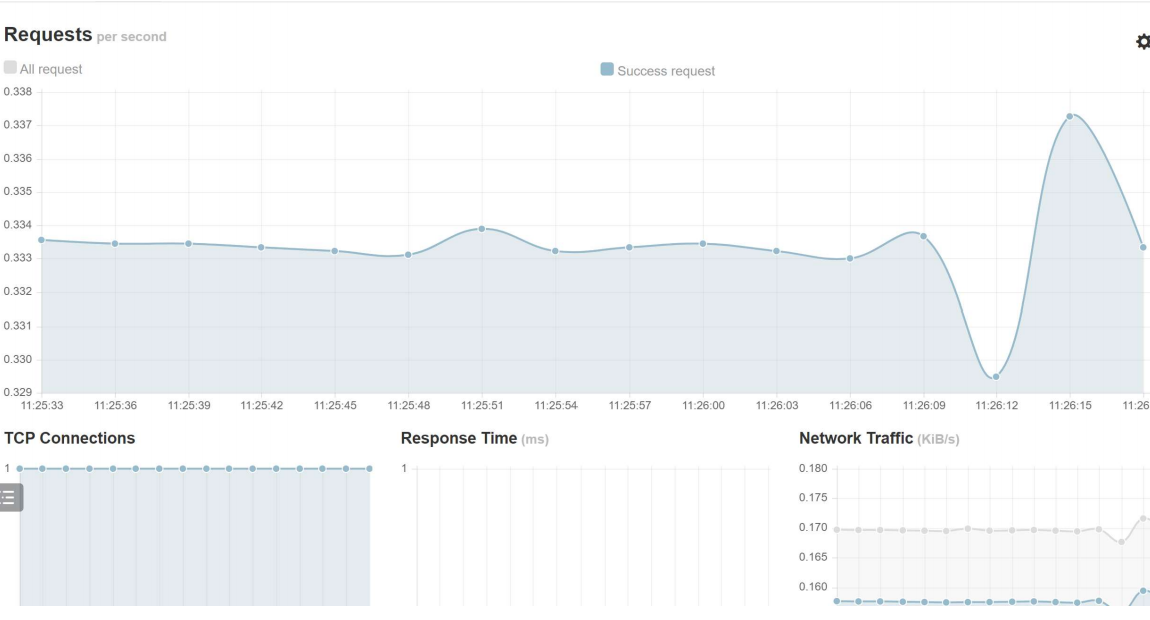 Requests per second
All request
Success request
0.338
0.337
0.336
0.335
0.334
0.333
0.332
0.331
0.330
0.329
11:25:33 11:25:36 11:25:39 11:25:42 11:25:45 11:25:48 11:25:51 11:25:54 11:25:57 11:26:00 11:26:03 11:26:06 11:26:09 11:26:12 11:26:15 11:26
TCP Connections
1
Response Time (ms)
1
Network Traffic (KiB/s)
0.180
0.175
0.170
0.165
0.160